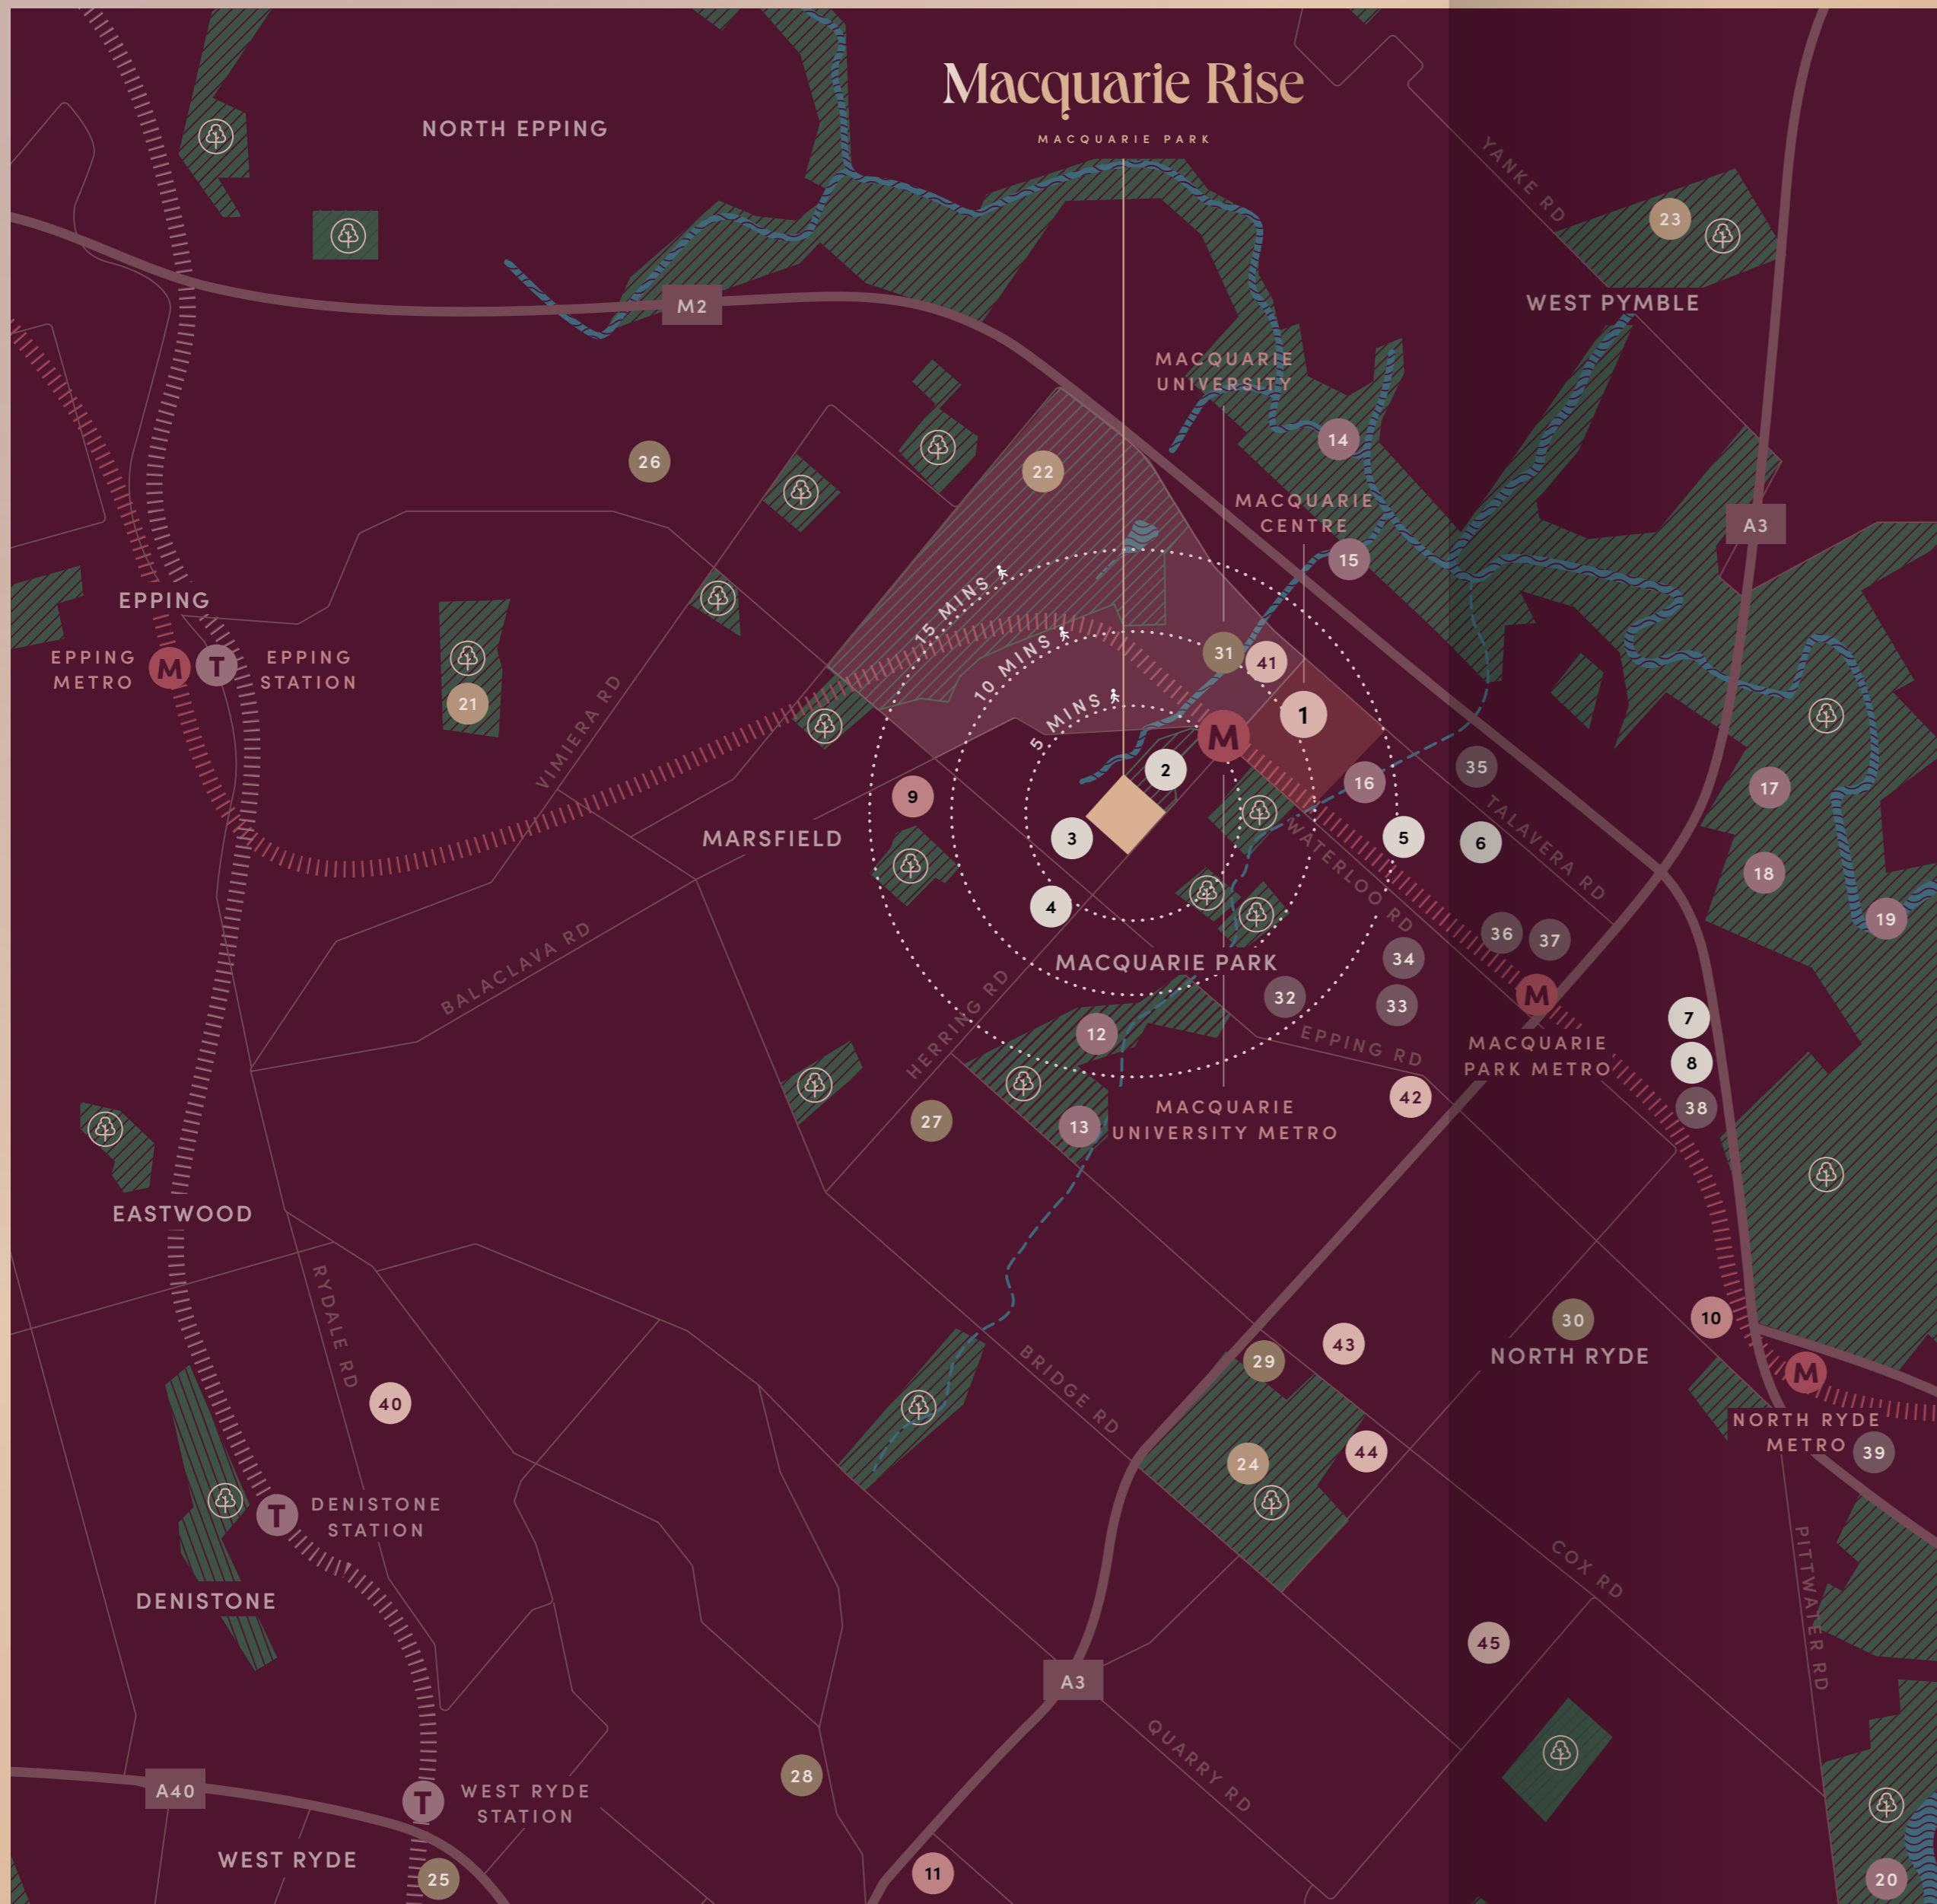 Macquarie Rise
MACQUARIE PARK
NORTH EPPING
YANKE RD
23
WEST PYMBLE
M2
MACQUARIE
UNIVERSITY
14
26
22
MACQUARIE
CENTRE
A3
15
EPPING
15 MINS
10 MINS
5 MINS
EPPING
METRO
M
T
EPPING
STATION
21
VIMIERA RD
31
41
1
M
2
16
35
17
9
3
MARSFIELD
5
6
TALAVERA RD
WATERLOO RD
18
4
19
BALACLAVA RD
36
37
34
MACQUARIE PARK
HERRING RD
32
33
M
7
12
EPPING RD
MACQUARIE
PARK METRO
8
42
38
27
13
MACQUARIE
UNIVERSITY METRO
EASTWOOD
RYDALE RD
30
10
43
NORTH RYDE
29
M
BRIDGE RD
40
NORTH RYDE
METRO
39
44
24
T
DENISTONE
STATION
COX RD
PITTWATER RD
DENISTONE
45
A3
QUARRY RD
28
A40
T
WEST RYDE
STATION
WEST RYDE
25
11
20